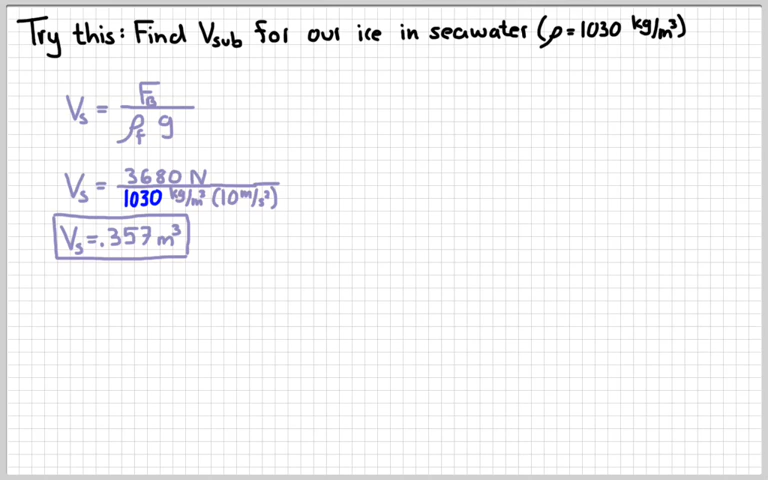 Try this: Find Vsub for our ice in seawater (ρ=1030 kg/m³)
Vs = FB / ρf g
Vs = 3680 N / 1030 kg/m³ (10 m/s²)
Vs = .357 m³